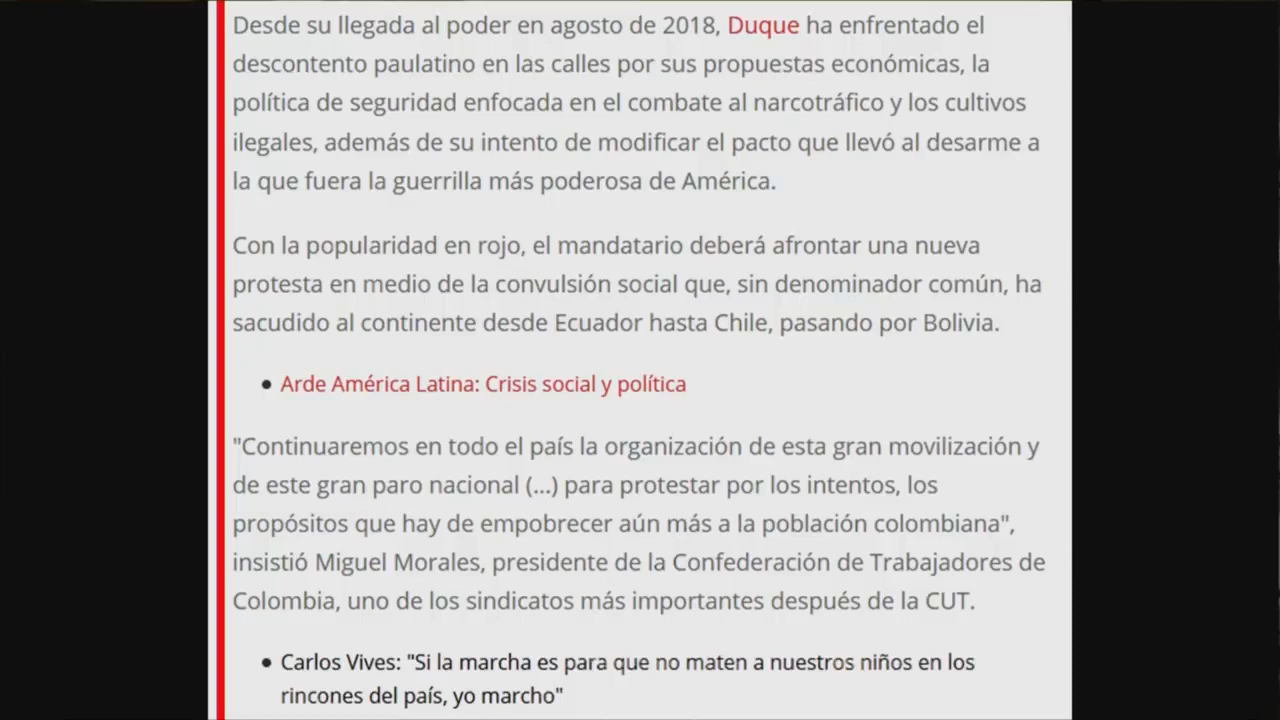 Desde su llegada al poder en agosto de 2018, Duque ha enfrentado el
descontento paulatino en las calles por sus propuestas económicas, la
política de seguridad enfocada en el combate al narcotráfico y los cultivos
ilegales, además de su intento de modificar el pacto que llevó al desarme a
la que fuera la guerrilla más poderosa de América.
Con la popularidad en rojo, el mandatario deberá afrontar una nueva
protesta en medio de la convulsión social que, sin denominador común, ha
sacudido al continente desde Ecuador hasta Chile, pasando por Bolivia.
• Arde América Latina: Crisis social y política
"Continuaremos en todo el país la organización de esta gran movilización y
de este gran paro nacional (...) para protestar por los intentos, los
propósitos que hay de empobrecer aún más a la población colombiana",
insistió Miguel Morales, presidente de la Confederación de Trabajadores de
Colombia, uno de los sindicatos más importantes después de la CUT.
• Carlos Vives: "Si la marcha es para que no maten a nuestros niños en los
rincones del país, yo marcho"